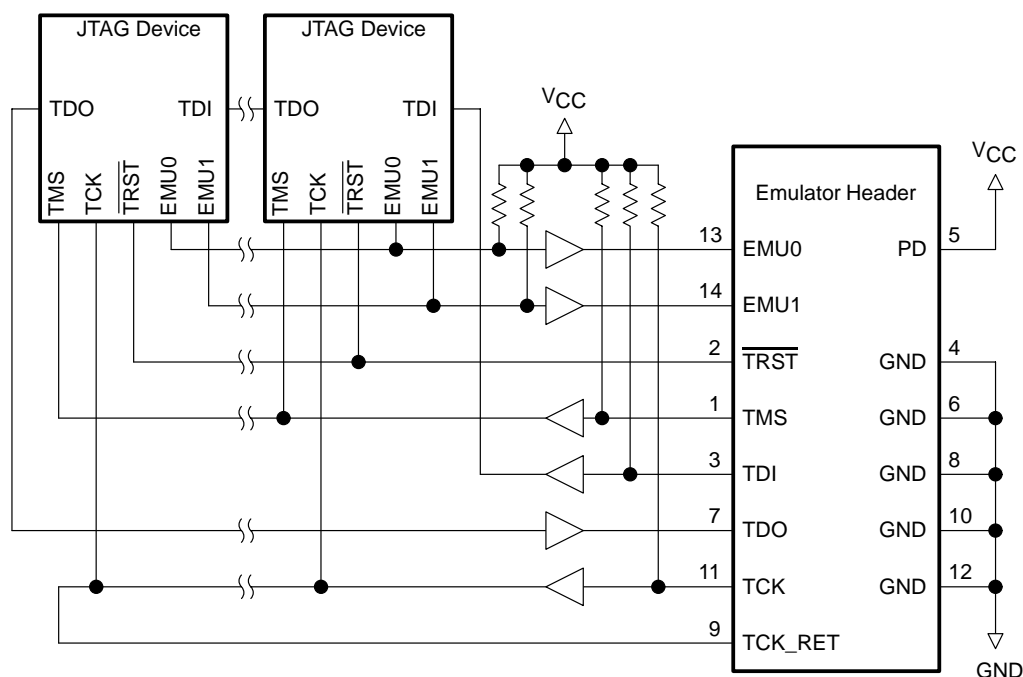 JTAG Device
JTAG Device
TDO
TDI
TDO
TDI
TMS
TCK
TRST
EMU0
EMU1
TMS
TCK
TRST
EMU0
EMU1
VCC
VCC
Emulator Header
13
EMU0
PD
5
14
EMU1
2
TRST
GND
4
1
TMS
GND
6
3
TDI
GND
8
7
TDO
GND
10
11
TCK
GND
12
9
TCK_RET
GND